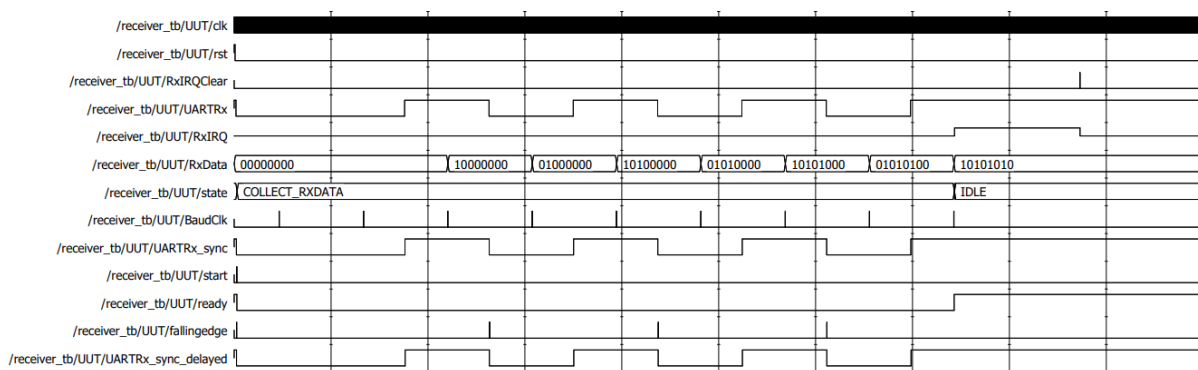 /receiver_tb/UUT/clk
/receiver_tb/UUT/rst
/receiver_tb/UUT/RxIRQClear
/receiver_tb/UUT/UARTRx
/receiver_tb/UUT/RxIRQ
/receiver_tb/UUT/RxData 00000000 10000000 01000000 10100000 01010000 10101000 01010100 10101010
/receiver_tb/UUT/state COLLECT_RXDATA IDLE
/receiver_tb/UUT/BaudClk
/receiver_tb/UUT/UARTRx_sync
/receiver_tb/UUT/start
/receiver_tb/UUT/ready
/receiver_tb/UUT/fallingedge
/receiver_tb/UUT/UARTRx_sync_delayed